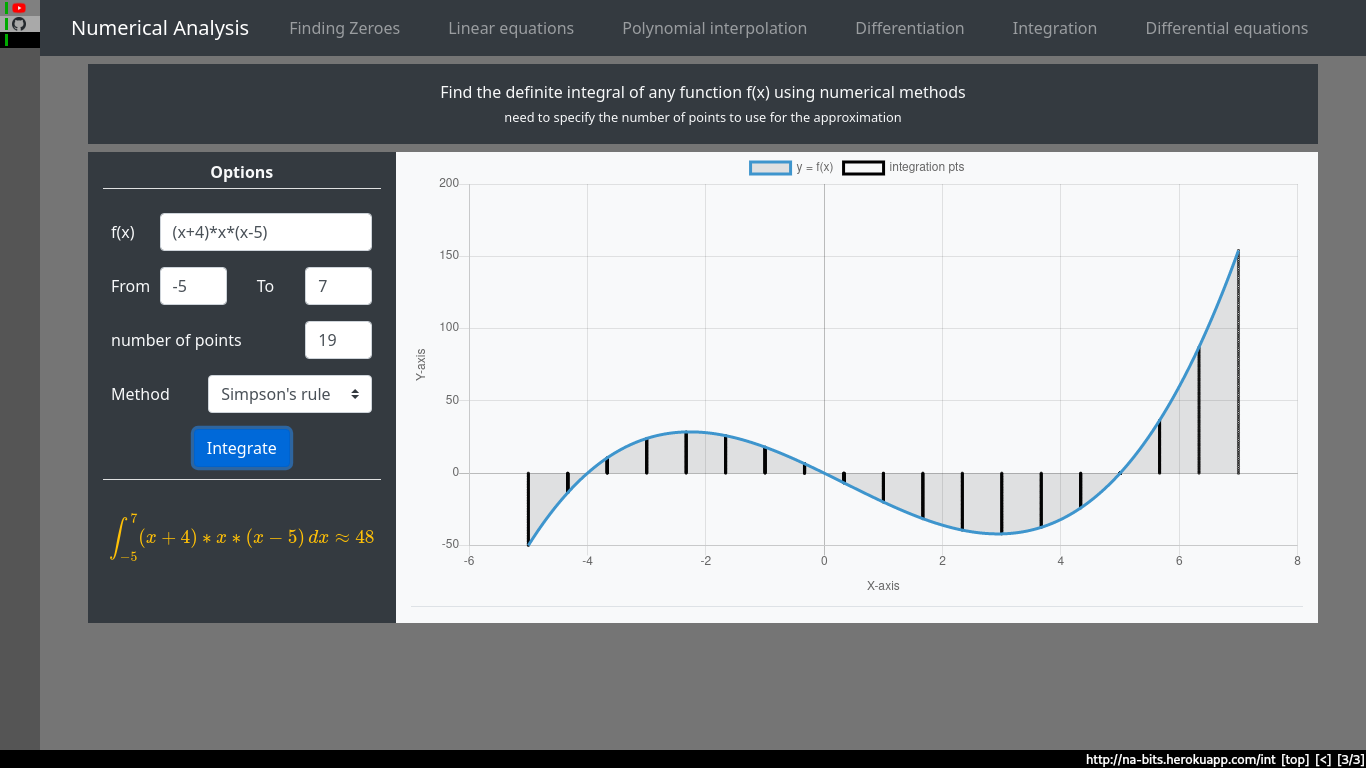 Numerical Analysis Finding Zeroes Linear equations Polynomial interpolation Differentiation Integration Differential equations
Find the definite integral of any function f(x) using numerical methods
need to specify the number of points to use for the approximation
Options
f(x) (x+4)*x*(x-5)
From -5 To 7
number of points 19
Method Simpson's rule
Integrate
∫_{-5}^{7} (x + 4) ∗ x ∗ (x − 5) dx ≈ 48
y = f(x) integration pts
200
150
100
50
0
-50
Y-axis
-6 -4 -2 0 2 4 6 8
X-axis
http://na-bits.herokuapp.com/int [top] [<] [3/3]